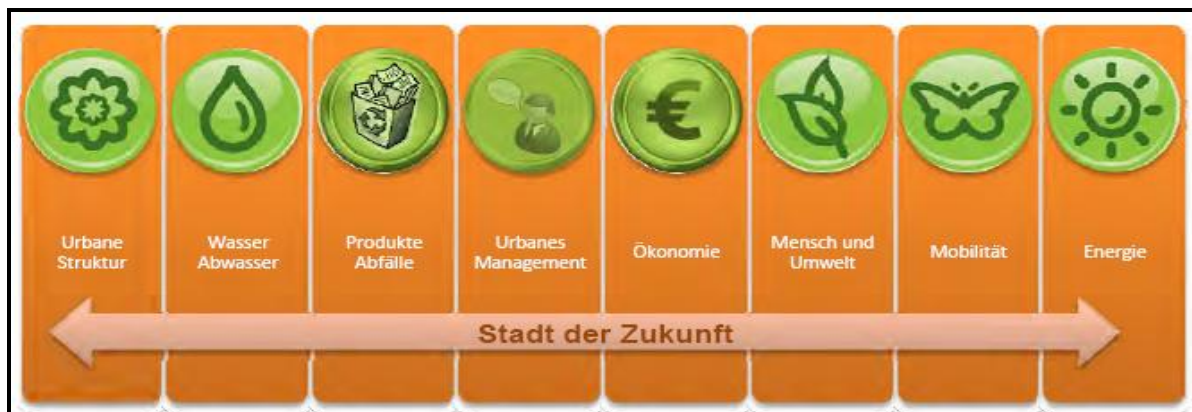 Urbane
Struktur
Wasser
Abwasser
Produkte
Abfälle
Urbanes
Management
Ökonomie
Mensch und
Umwelt
Mobilität
Energie
Stadt der Zukunft